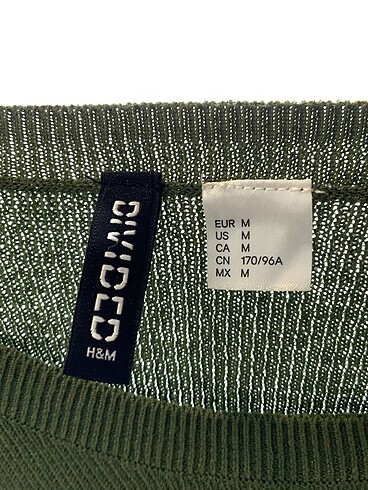 DIVIDED
H&M
EUR M
US M
CA M
CN 170/96A
MX M